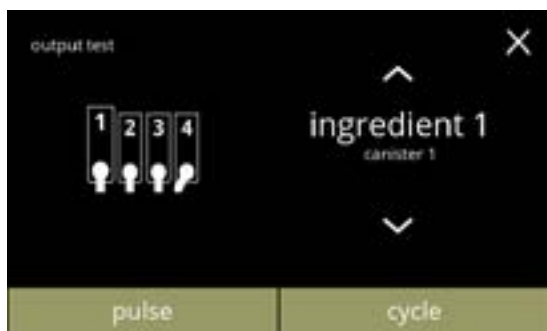 output test
1 2 3 4
ingredient 1
canister 1
pulse
cycle